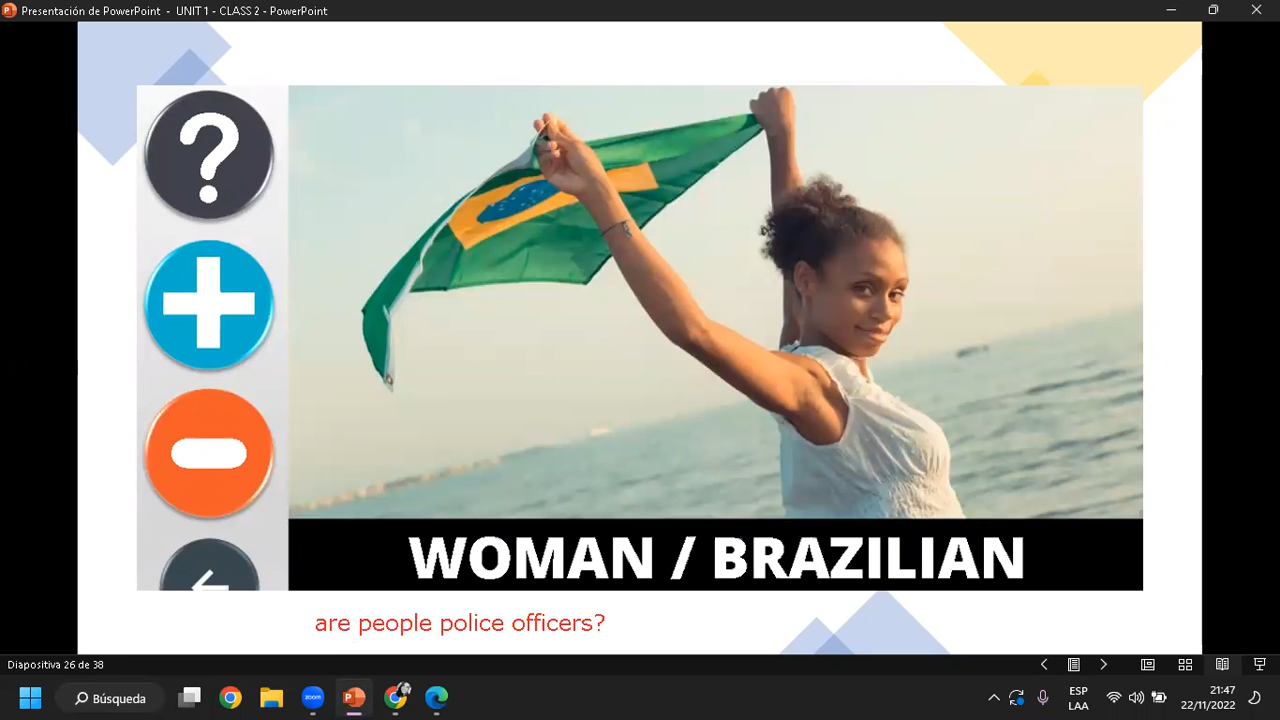 Presentación de PowerPoint - UNIT 1 - CLASS 2 - PowerPoint
?
WOMAN / BRAZILIAN
are people police officers?
Diapositiva 26 de 38
Búsqueda
zoom
ESP
LAA
21:47
22/11/2022